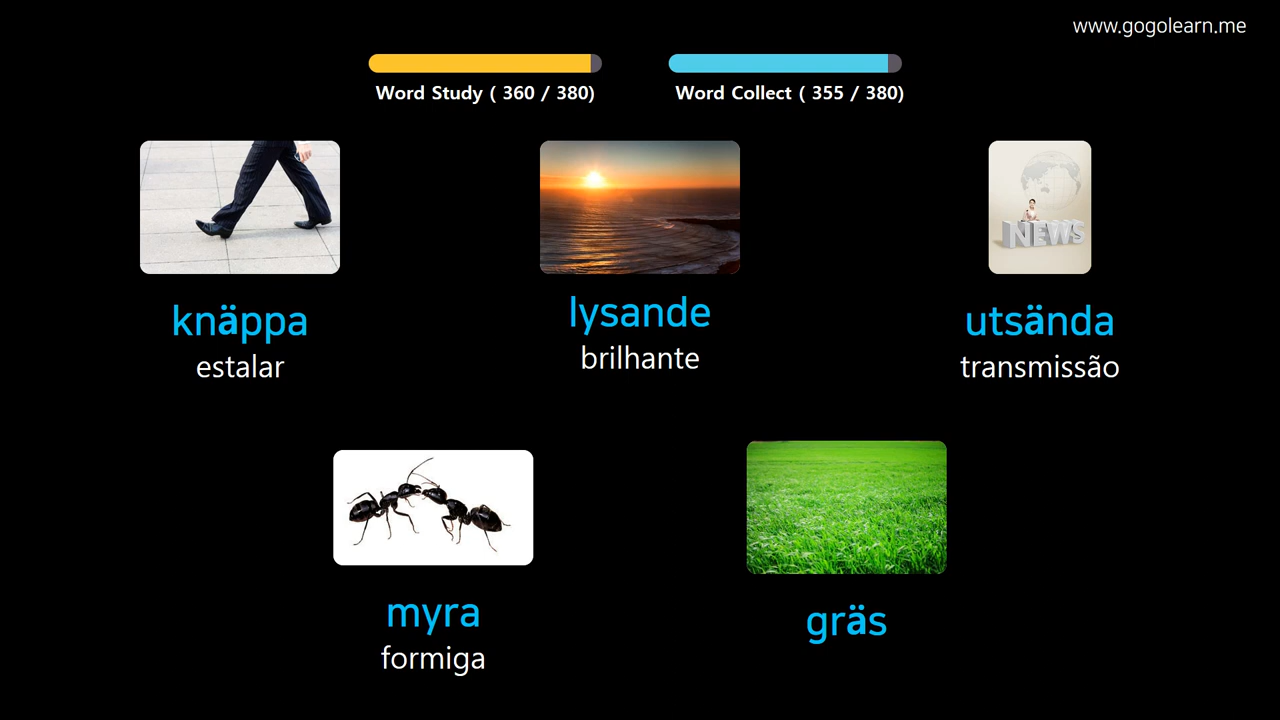 www.gogolearn.me
Word Study ( 360 / 380)
Word Collect ( 355 / 380)
NEWS
knäppa
estalar
lysande
brilhante
utsända
transmissão
myra
formiga
gräs